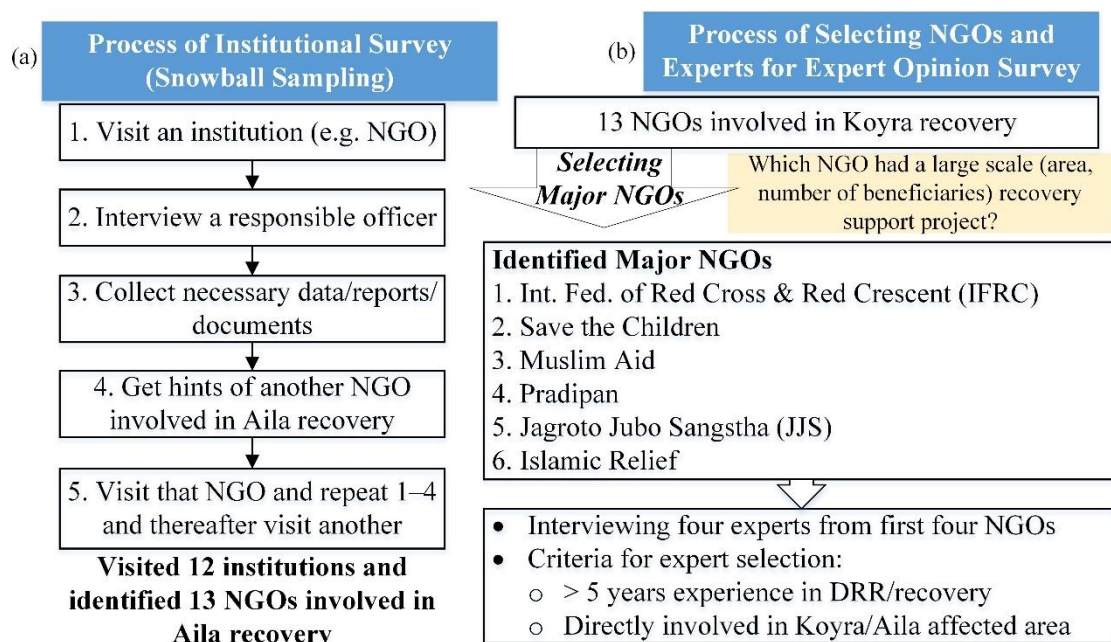 (a)
Process of Institutional Survey
(Snowball Sampling)
1. Visit an institution (e.g. NGO)
2. Interview a responsible officer
3. Collect necessary data/reports/
documents
4. Get hints of another NGO
involved in Aila recovery
5. Visit that NGO and repeat 1–4
and thereafter visit another
Visited 12 institutions and
identified 13 NGOs involved in
Aila recovery
(b)
Process of Selecting NGOs and
Experts for Expert Opinion Survey
13 NGOs involved in Koyra recovery
Selecting
Major NGOs
Which NGO had a large scale (area,
number of beneficiaries) recovery
support project?
Identified Major NGOs
1. Int. Fed. of Red Cross & Red Crescent (IFRC)
2. Save the Children
3. Muslim Aid
4. Pradipan
5. Jagroto Jubo Sangstha (JJS)
6. Islamic Relief
• Interviewing four experts from first four NGOs
• Criteria for expert selection:
o > 5 years experience in DRR/recovery
o Directly involved in Koyra/Aila affected area